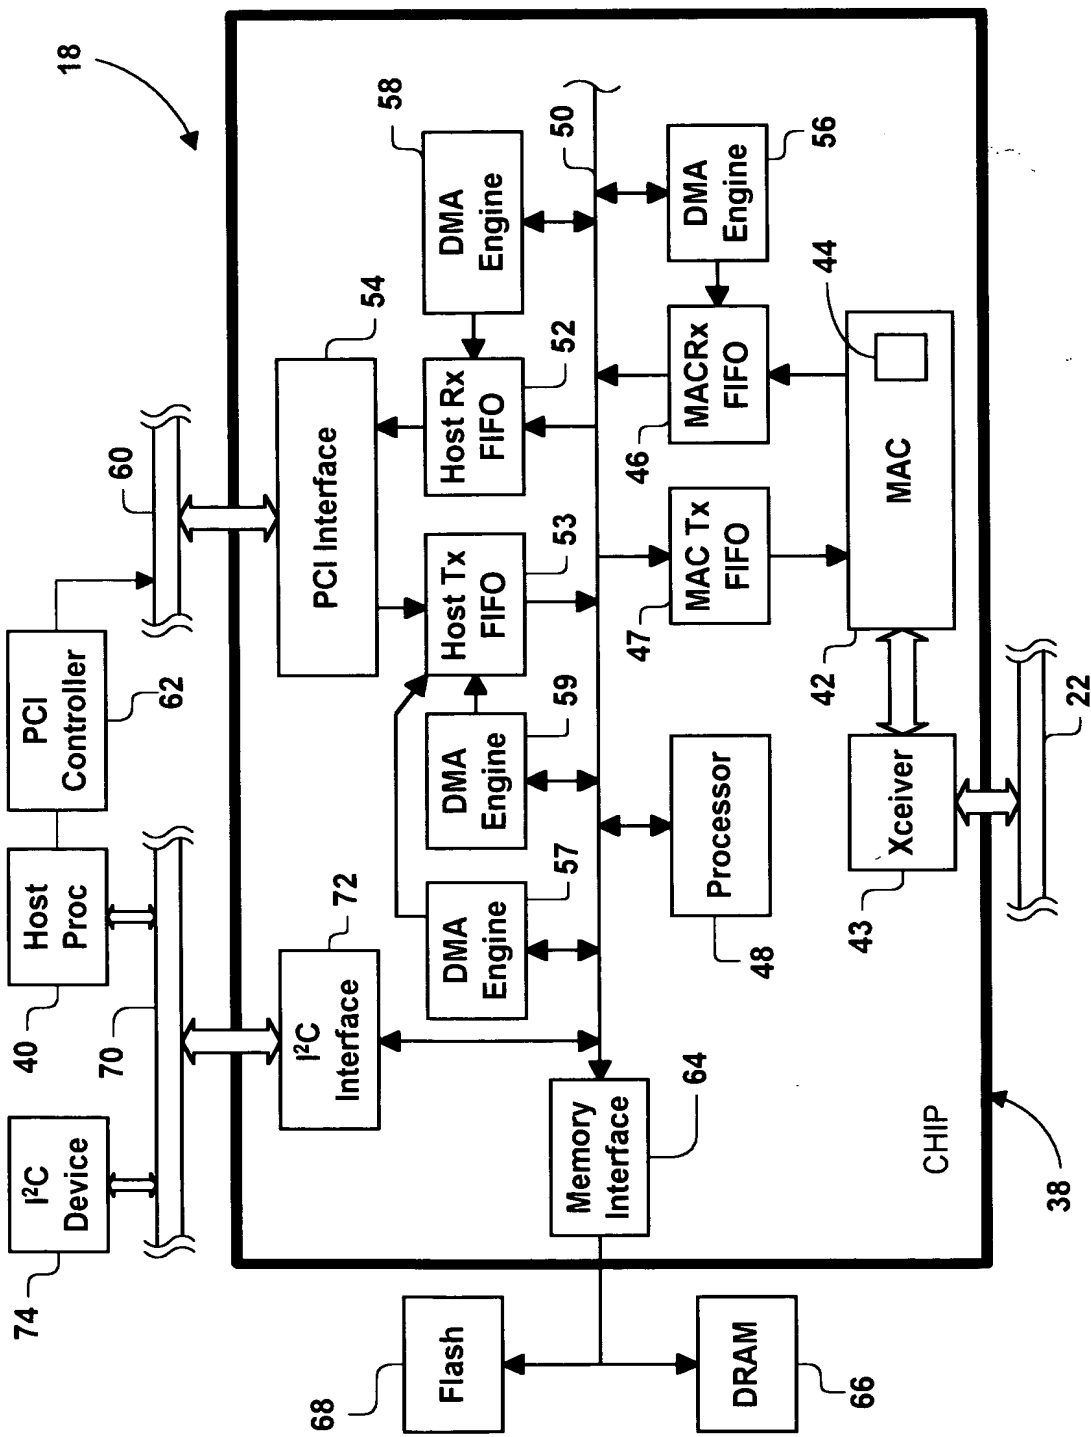 74
I²C
Device
40
Host
Proc
PCI
Controller
62
18
70
60
I²C
Interface
72
PCI Interface
54
68
Flash
DMA
Engine
57
DMA
Engine
59
Host Tx
FIFO
53
Host Rx
FIFO
52
DMA
Engine
58
50
Memory
Interface
64
DRAM
66
Processor
48
47
MAC Tx
FIFO
46
MACRx
FIFO
DMA
Engine
56
43
Xceiver
42
MAC
44
CHIP
38
22